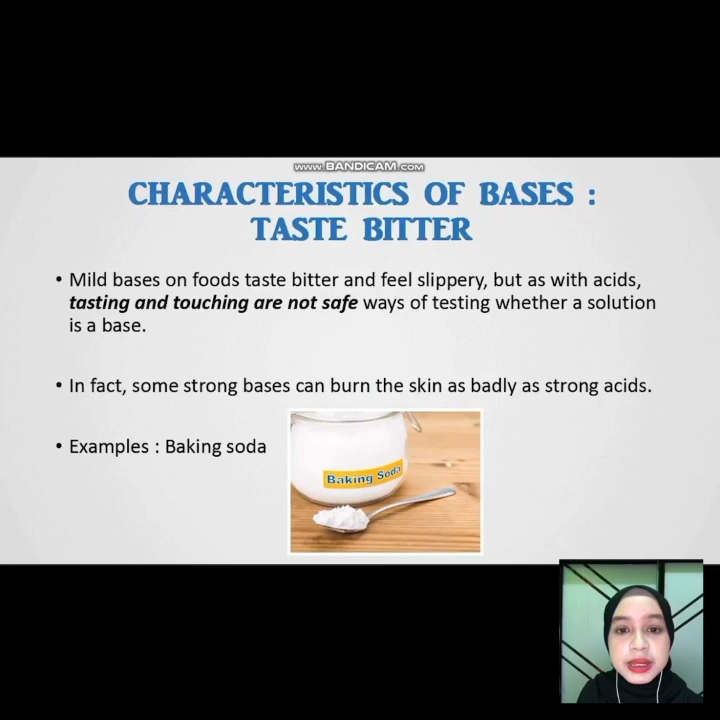 www.BANDICAM.com
CHARACTERISTICS OF BASES :
TASTE BITTER
• Mild bases on foods taste bitter and feel slippery, but as with acids,
tasting and touching are not safe ways of testing whether a solution
is a base.
• In fact, some strong bases can burn the skin as badly as strong acids.
• Examples : Baking soda
Baking Soda